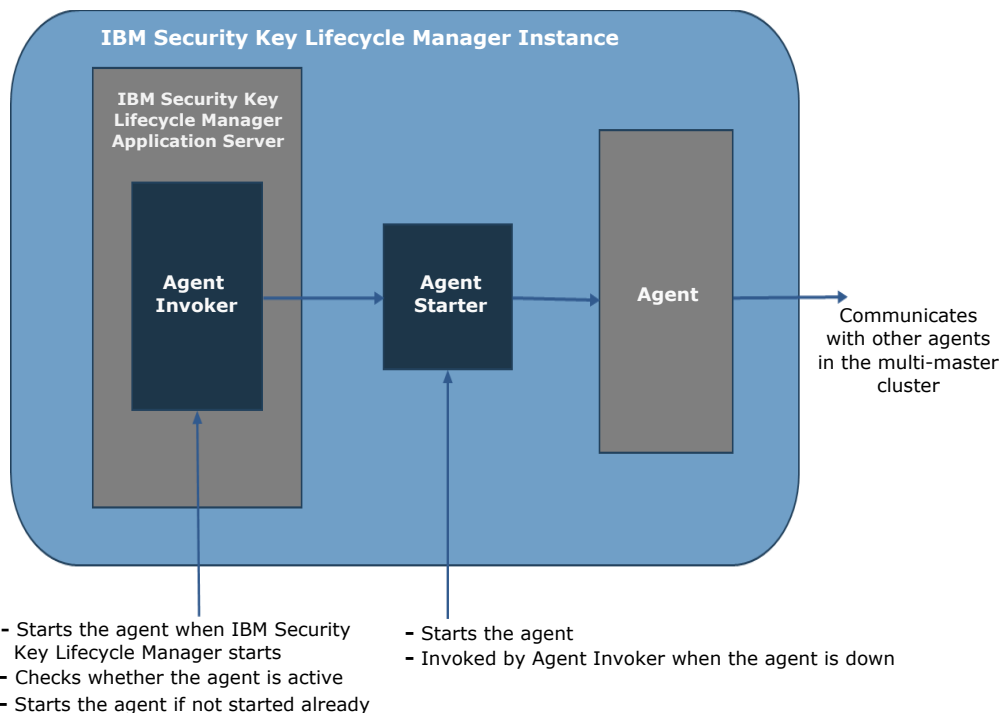 IBM Security Key Lifecycle Manager Instance
IBM Security Key
Lifecycle Manager
Application Server
Agent
Invoker
Agent
Starter
Agent
Communicates
with other agents
in the multi-master
cluster
- Starts the agent when IBM Security
Key Lifecycle Manager starts
- Checks whether the agent is active
- Starts the agent if not started already
- Starts the agent
- Invoked by Agent Invoker when the agent is down